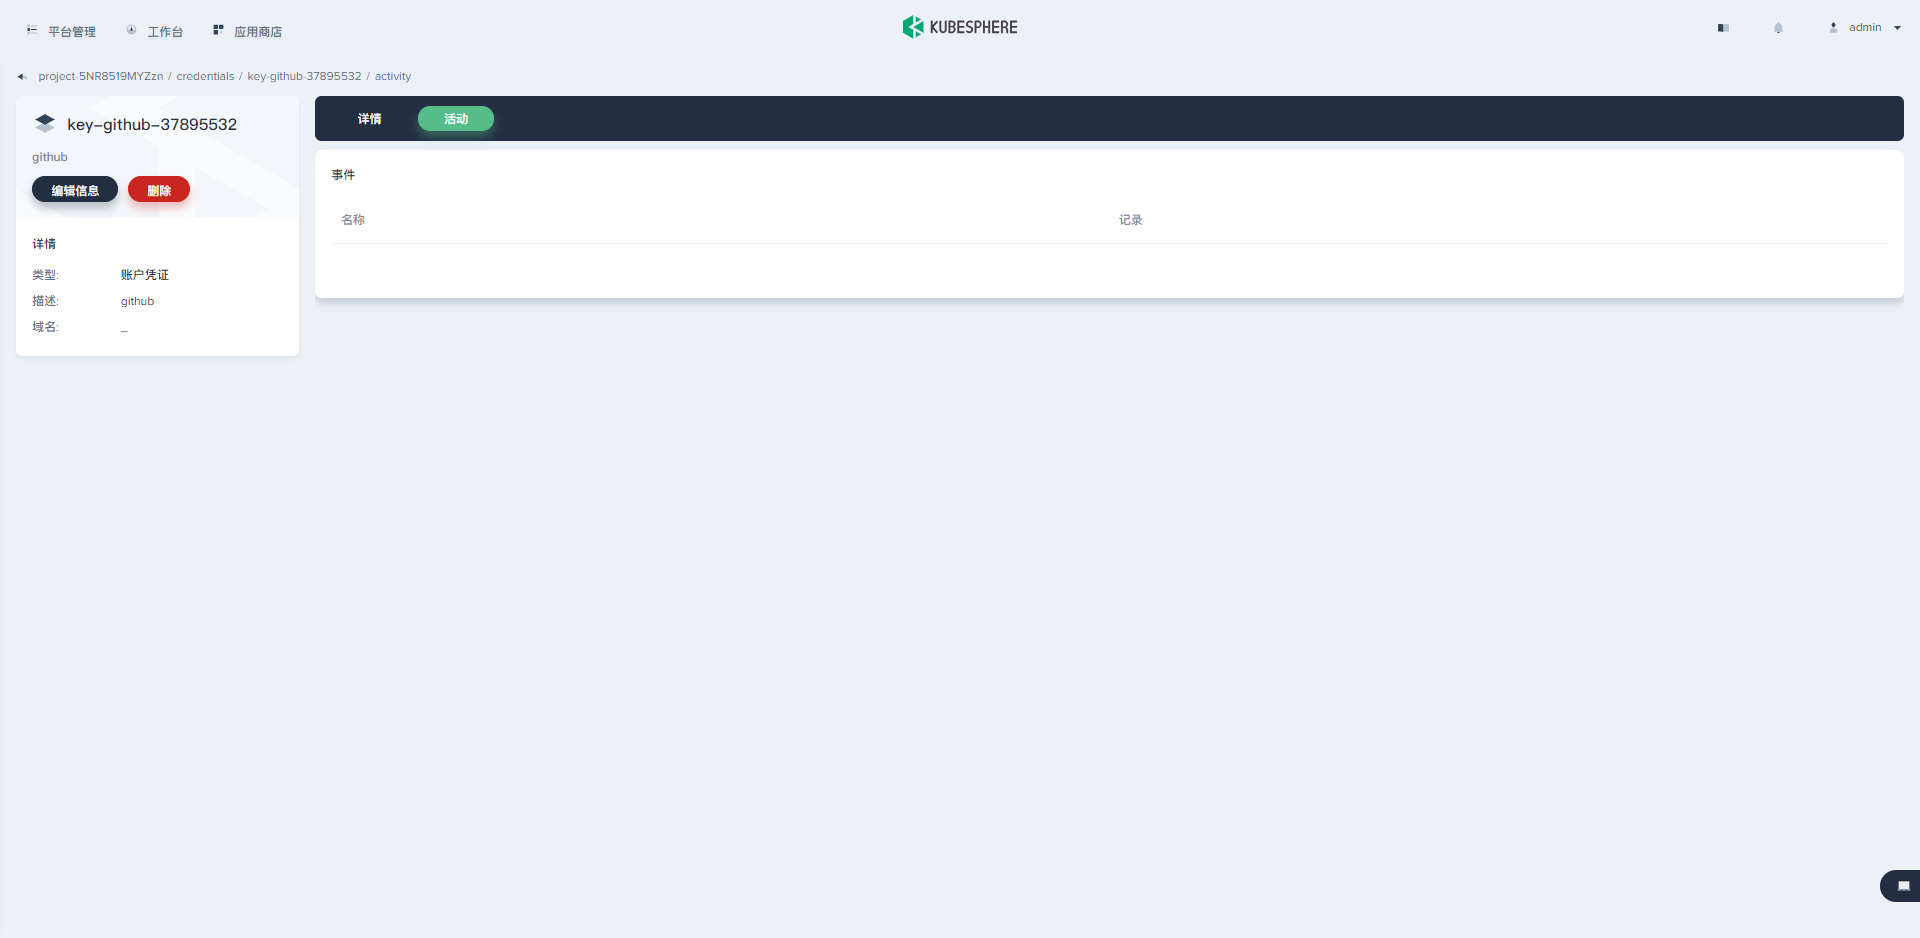 平台管理 工作台 应用商店 KUBESPHERE admin
project-5NR8519MYZzn / credentials / key-github-37895532 / activity
key-github-37895532
github
编辑信息 删除
详情
类型: 账户凭证
描述: github
域名: _
详情 活动
事件
名称 记录